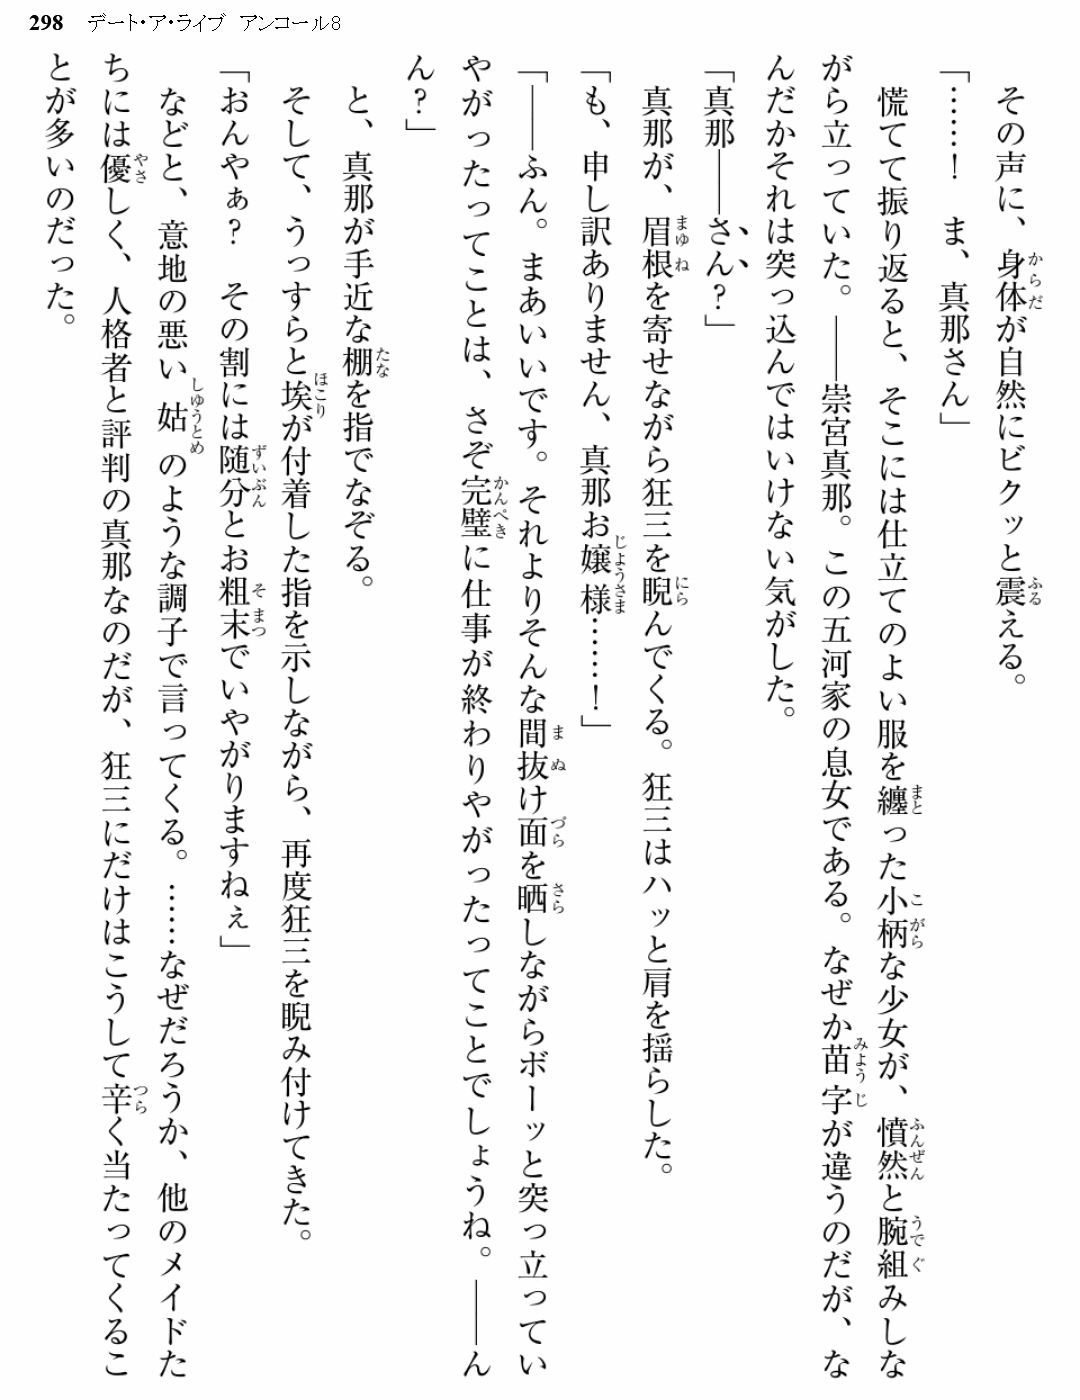 298 デート・ア・ライブ アンコール8
その声に、身体が自然にビクッと震える。
「……！　ま、真那さん」
慌てて振り返ると、そこには仕立てのよい服を纏った小柄な少女が、憤然と腕組みしな
がら立っていた。――崇宮真那。この五河家の息女である。なぜか苗字が違うのだが、な
んだかそれは突っ込んではいけない気がした。
「真那――さん？」
真那が、眉根を寄せながら狂三を睨んでくる。狂三はハッと肩を揺らした。
「も、申し訳ありません、真那お嬢様……！」
「――ふん。まあいいです。それよりそんな間抜け面を晒しながらボーッと突っ立ってい
やがったってことは、さぞ完璧に仕事が終わりやがったってことでしょうね。――ん
ん？」
と、真那が手近な棚を指でなぞる。
そして、うっすらと埃が付着した指を示しながら、再度狂三を睨み付けてきた。
「おんやぁ？　その割には随分とお粗末でいやがりますねぇ」
などと、意地の悪い姑のような調子で言ってくる。……なぜだろうか、他のメイドた
ちには優しく、人格者と評判の真那なのだが、狂三にだけはこうして辛く当たってくるこ
とが多いのだった。